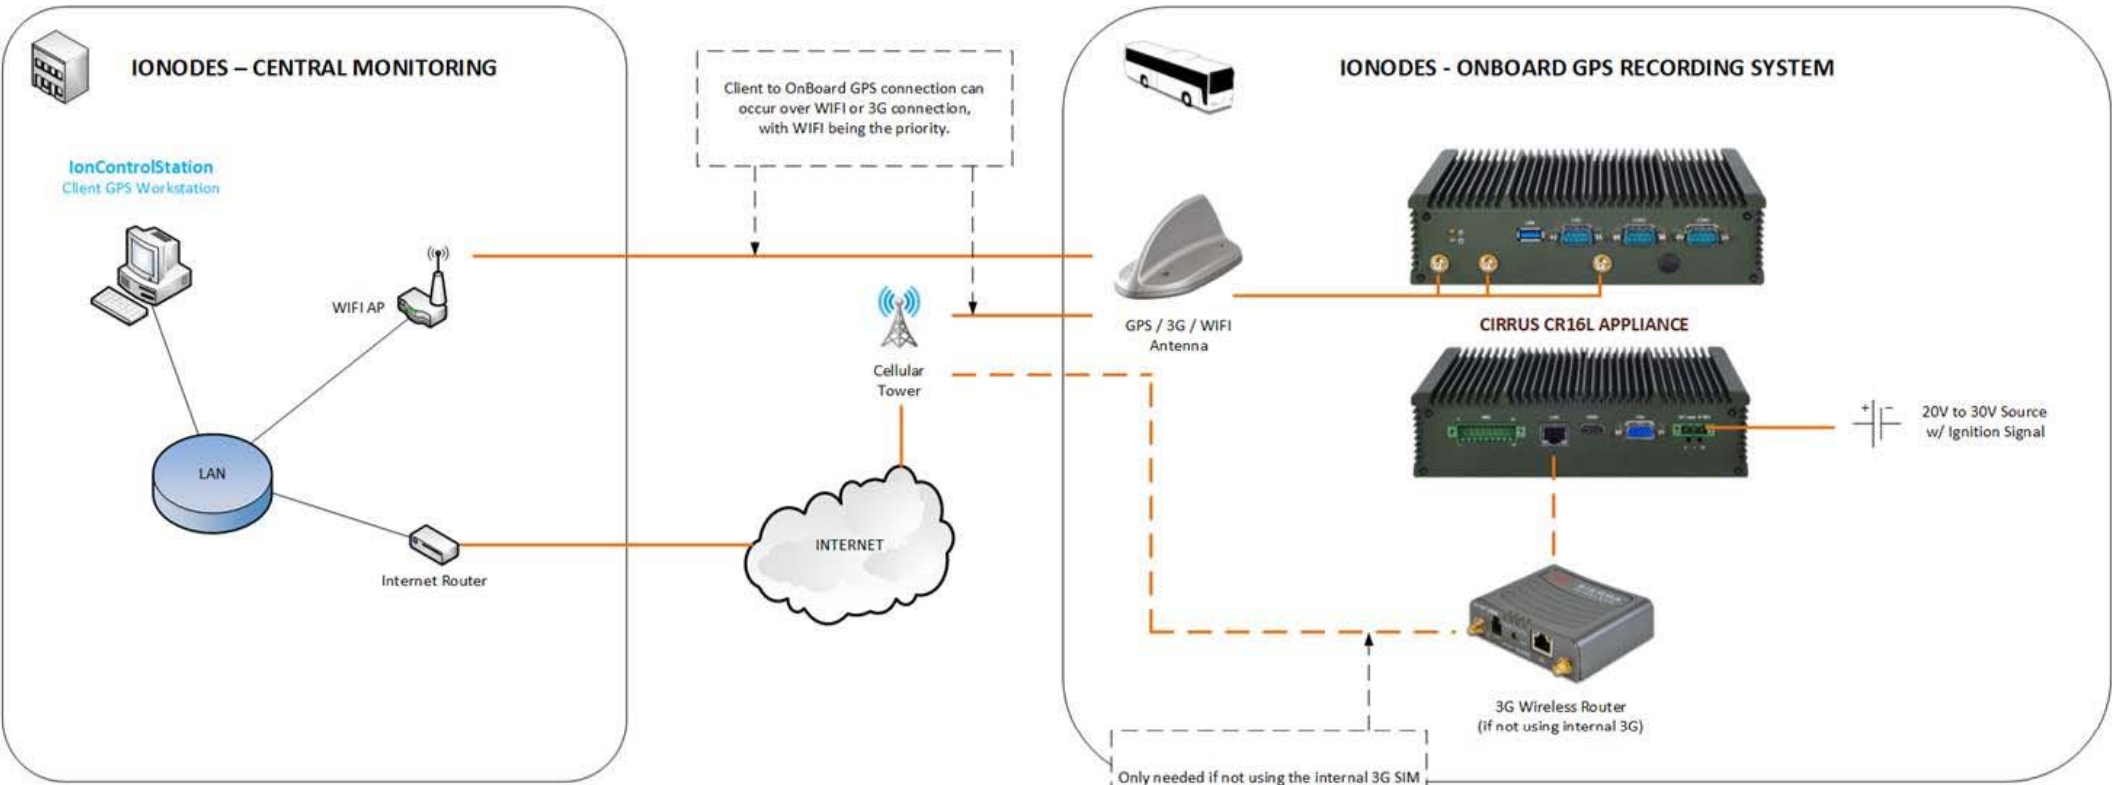 IONODES – CENTRAL MONITORING
IonControlStation
Client GPS Workstation
WIFI AP
LAN
Internet Router
Client to OnBoard GPS connection can
occur over WIFI or 3G connection,
with WIFI being the priority.
Cellular
Tower
INTERNET
IONODES - ONBOARD GPS RECORDING SYSTEM
GPS / 3G / WIFI
Antenna
CIRRUS CR16L APPLIANCE
+
–
20V to 30V Source
w/ Ignition Signal
SIERRA
3G Wireless Router
(if not using internal 3G)
Only needed if not using the internal 3G SIM